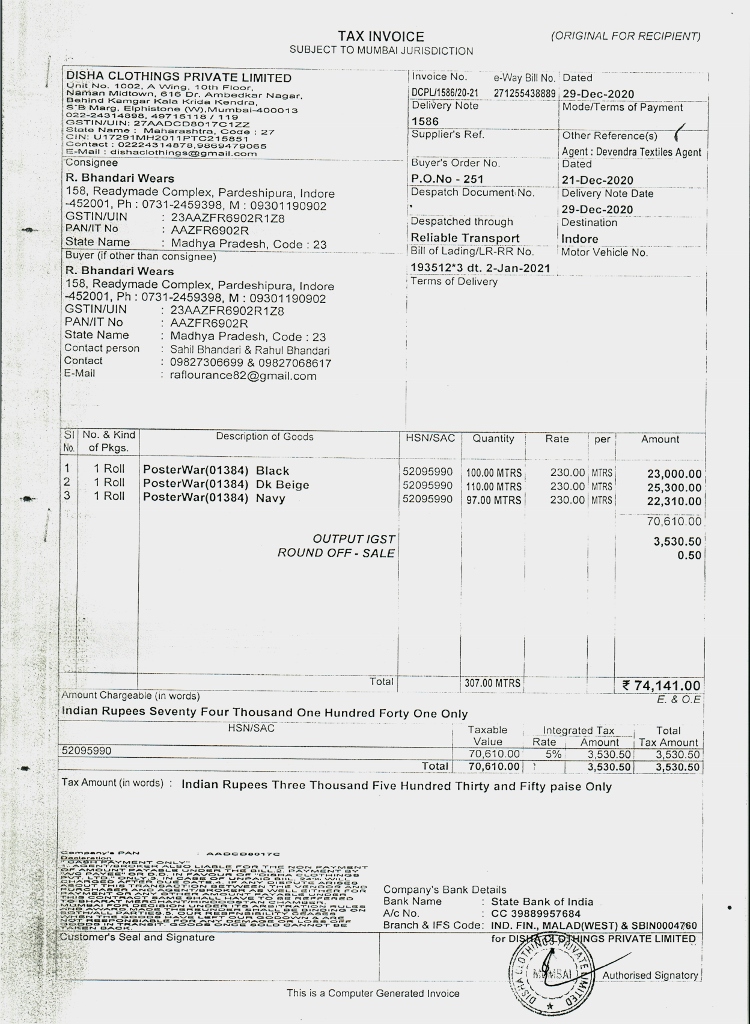 TAX INVOICE
(ORIGINAL FOR RECIPIENT)
SUBJECT TO MUMBAI JURISDICTION
DISHA CLOTHINGS PRIVATE LIMITED
Unit No. 1002, A Wing, 10th Floor,
Naman Midtown, 616 Dr. Ambedkar Nagar,
Behind Kamgar Kala Krida Kendra,
S'B Marg, Elphistone (W),Mumbai-400013
022-24314898, 49715118 / 119
GSTIN/UIN: 27AADCD8017C1ZZ
State Name : Maharashtra, Code : 27
CIN: U17291MH2011PTC215851
Contact : 02224314878,9869479065
E-Mail : dishaclothings@gmail.com
Invoice No. e-Way Bill No. Dated
DCPL/1586/20-21 271255438889 29-Dec-2020
Delivery Note Mode/Terms of Payment
1586
Supplier's Ref. Other Reference(s)
Agent : Devendra Textiles Agent
Buyer's Order No. Dated
P.O.No - 251 21-Dec-2020
Despatch Document No. Delivery Note Date
29-Dec-2020
Despatched through Destination
Reliable Transport Indore
Bill of Lading/LR-RR No. Motor Vehicle No.
193512*3 dt. 2-Jan-2021
Terms of Delivery
Consignee
R. Bhandari Wears
158, Readymade Complex, Pardeshipura, Indore
-452001, Ph : 0731-2459398, M : 09301190902
GSTIN/UIN : 23AAZFR6902R1Z8
PAN/IT No : AAZFR6902R
State Name : Madhya Pradesh, Code : 23
Buyer (if other than consignee)
R. Bhandari Wears
158, Readymade Complex, Pardeshipura, Indore
-452001, Ph : 0731-2459398, M : 09301190902
GSTIN/UIN : 23AAZFR6902R1Z8
PAN/IT No : AAZFR6902R
State Name : Madhya Pradesh, Code : 23
Contact person : Sahil Bhandari & Rahul Bhandari
Contact : 09827306699 & 09827068617
E-Mail : raflourance82@gmail.com
Sl No. No. & Kind of Pkgs. Description of Goods HSN/SAC Quantity Rate per Amount
1 1 Roll PosterWar(01384) Black 52095990 100.00 MTRS 230.00 MTRS 23,000.00
2 1 Roll PosterWar(01384) Dk Beige 52095990 110.00 MTRS 230.00 MTRS 25,300.00
3 1 Roll PosterWar(01384) Navy 52095990 97.00 MTRS 230.00 MTRS 22,310.00
70,610.00
OUTPUT IGST 3,530.50
ROUND OFF - SALE 0.50
Total 307.00 MTRS ₹ 74,141.00
Amount Chargeable (in words) E. & O.E
Indian Rupees Seventy Four Thousand One Hundred Forty One Only
HSN/SAC Taxable Value Integrated Tax Rate Amount Total Tax Amount
52095990 70,610.00 5% 3,530.50 3,530.50
Total 70,610.00 3,530.50 3,530.50
Tax Amount (in words) : Indian Rupees Three Thousand Five Hundred Thirty and Fifty paise Only
Company's PAN : AADCD8017C
Declaration
"CASH PAYMENT ONLY"
Company's Bank Details
Bank Name : State Bank of India
A/c No. : CC 39889957684
Branch & IFS Code: IND. FIN., MALAD(WEST) & SBIN0004760
Customer's Seal and Signature
for DISHA CLOTHINGS PRIVATE LIMITED
DISHA CLOTHINGS PRIVATE LIMITED
MUMBAI
Authorised Signatory
This is a Computer Generated Invoice